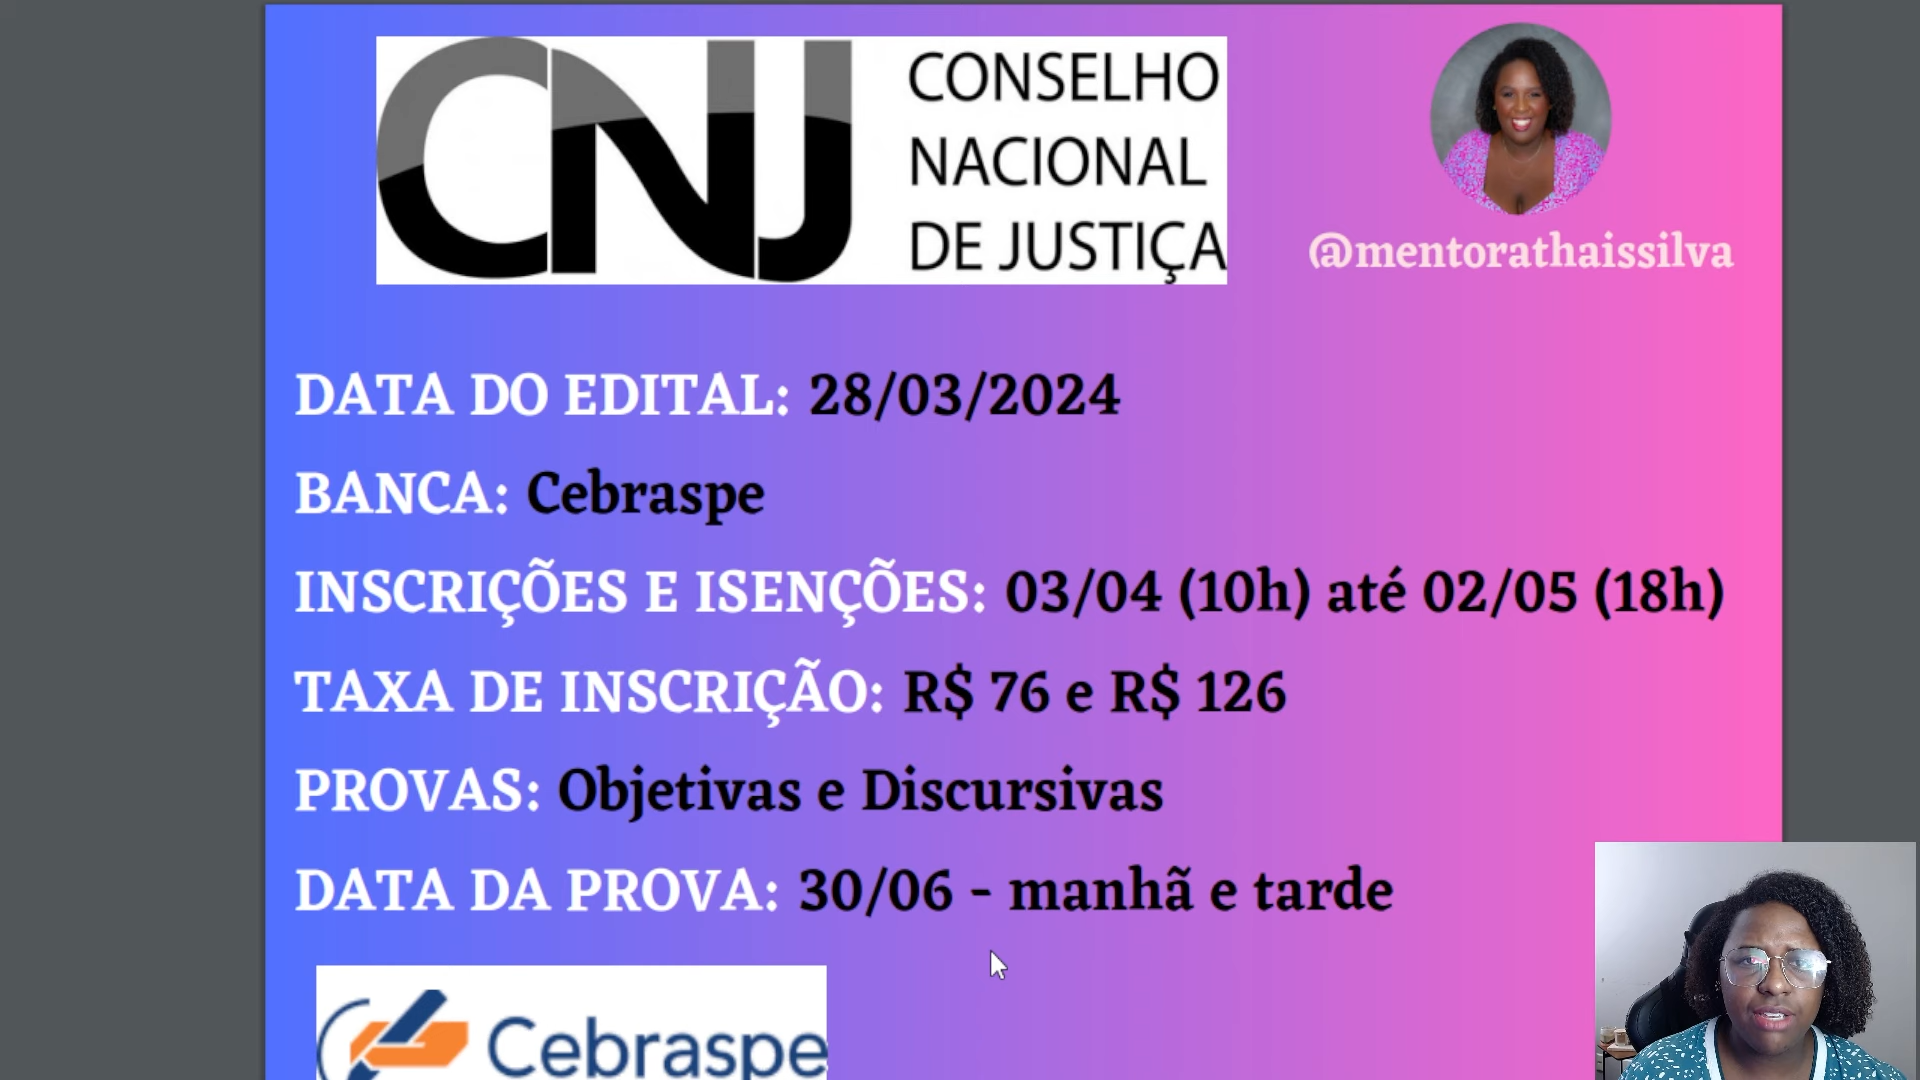 CNJ
CONSELHO
NACIONAL
DE JUSTIÇA
@mentorathaissilva
DATA DO EDITAL: 28/03/2024
BANCA: Cebraspe
INSCRIÇÕES E ISENÇÕES: 03/04 (10h) até 02/05 (18h)
TAXA DE INSCRIÇÃO: R$ 76 e R$ 126
PROVAS: Objetivas e Discursivas
DATA DA PROVA: 30/06 - manhã e tarde
Cebraspe